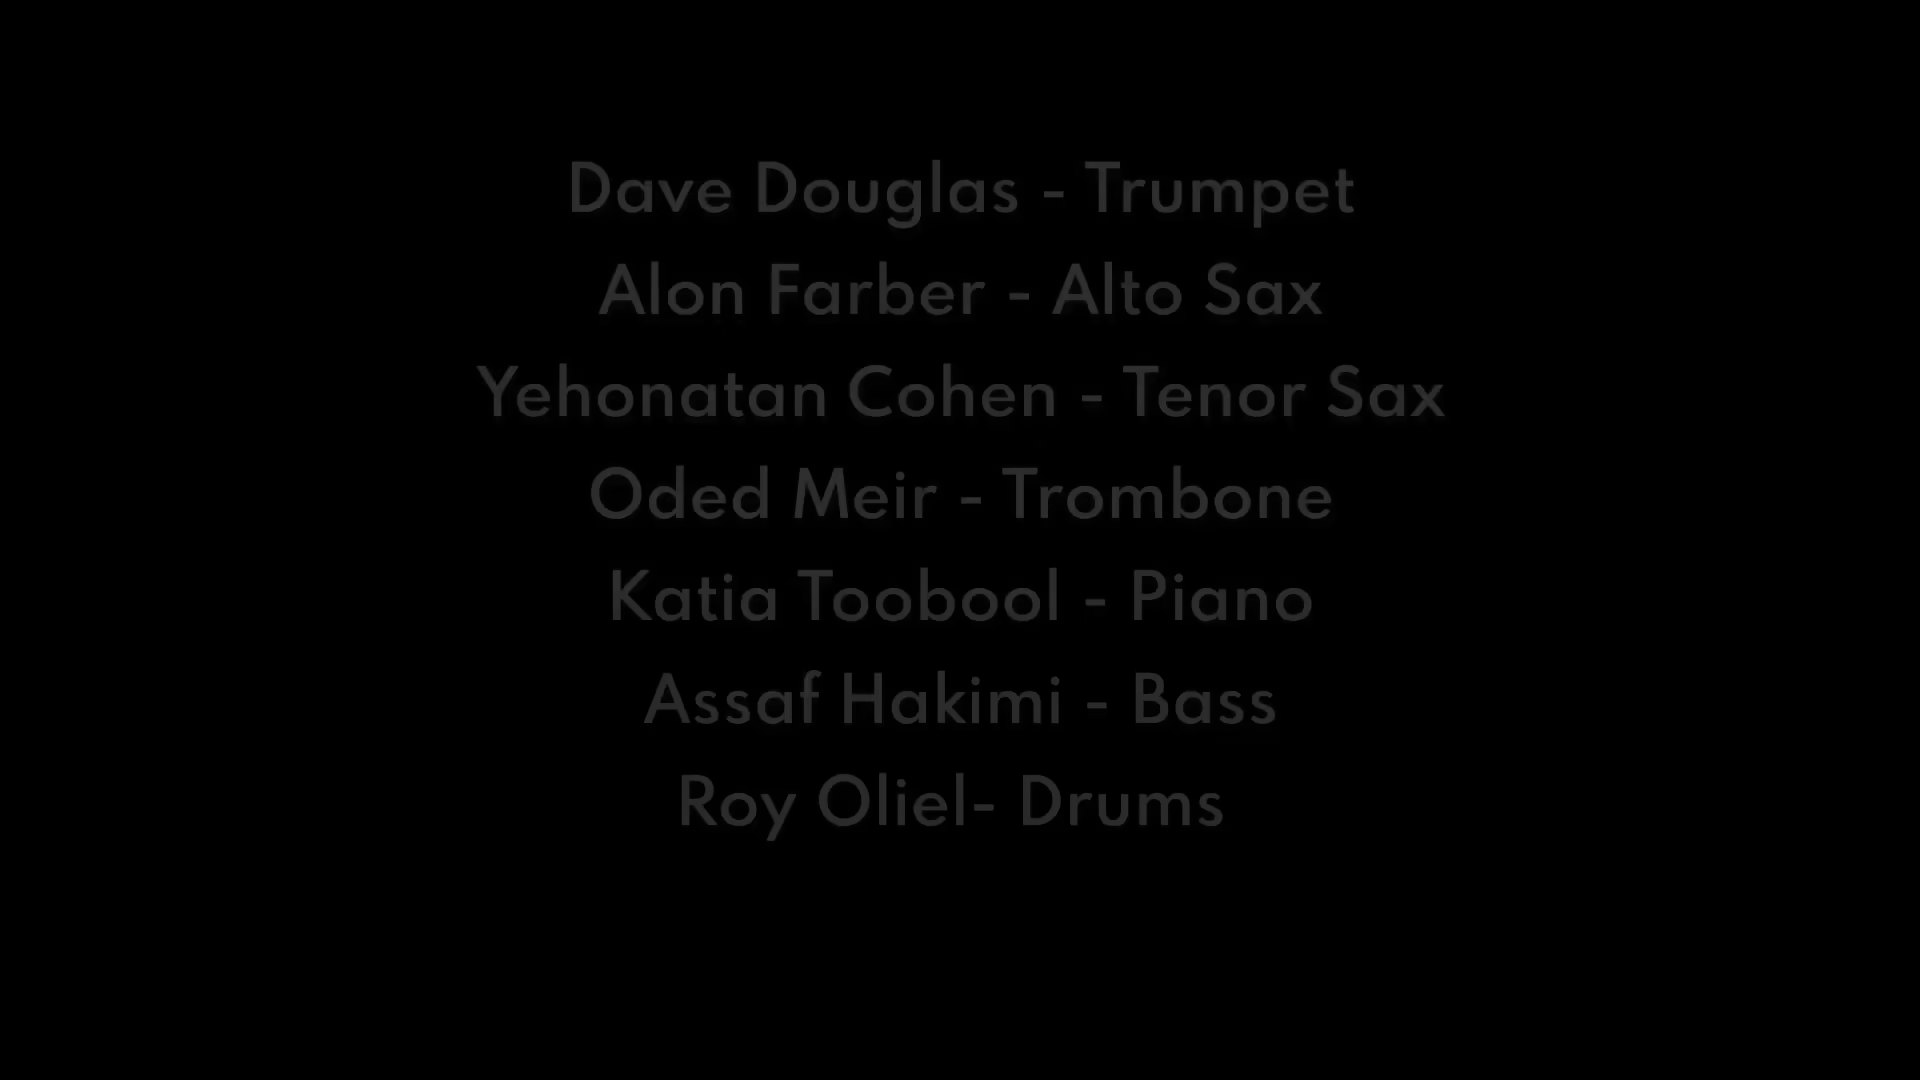 Dave Douglas - Trumpet
Alon Farber - Alto Sax
Yehonatan Cohen - Tenor Sax
Oded Meir - Trombone
Katia Toobool - Piano
Assaf Hakimi - Bass
Roy Oliel- Drums